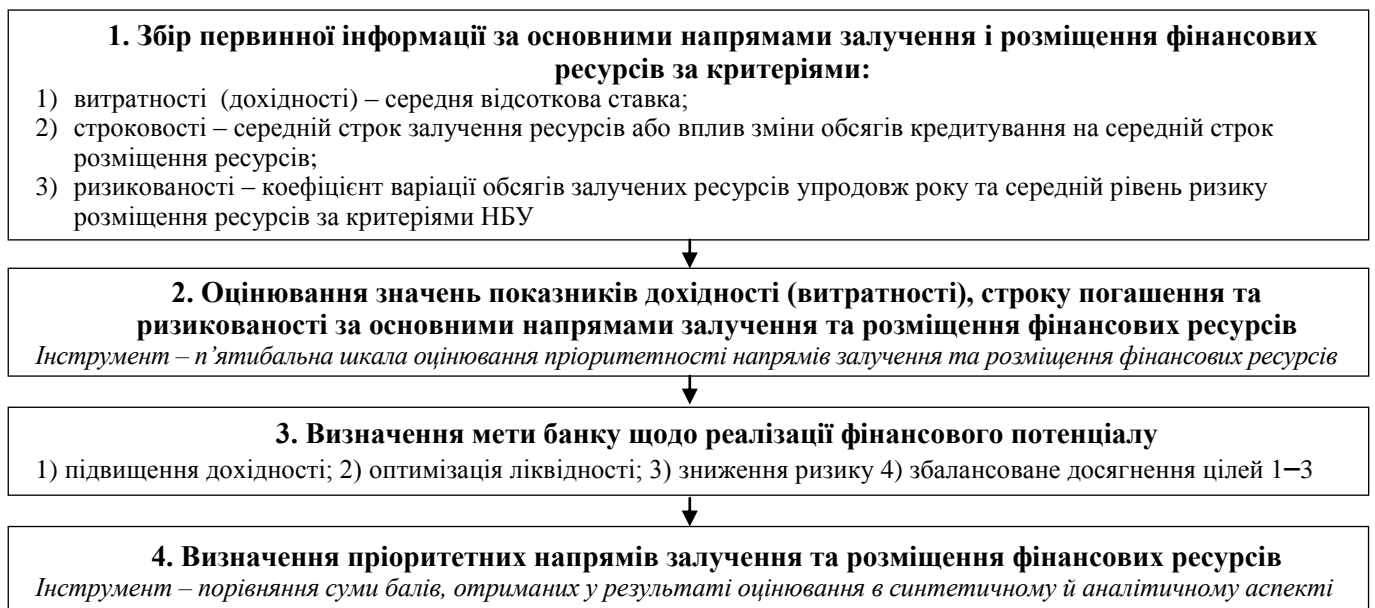 1. Збір первинної інформації за основними напрямами залучення і розміщення фінансових
ресурсів за критеріями:
1) витратності (дохідності) – середня відсоткова ставка;
2) строковості – середній строк залучення ресурсів або вплив зміни обсягів кредитування на середній строк
розміщення ресурсів;
3) ризикованості – коефіцієнт варіації обсягів залучених ресурсів упродовж року та середній рівень ризику
розміщення ресурсів за критеріями НБУ
2. Оцінювання значень показників дохідності (витратності), строку погашення та
ризикованості за основними напрямами залучення та розміщення фінансових ресурсів
Інструмент – п’ятибальна шкала оцінювання пріоритетності напрямів залучення та розміщення фінансових ресурсів
3. Визначення мети банку щодо реалізації фінансового потенціалу
1) підвищення дохідності; 2) оптимізація ліквідності; 3) зниження ризику 4) збалансоване досягнення цілей 1–3
4. Визначення пріоритетних напрямів залучення та розміщення фінансових ресурсів
Інструмент – порівняння суми балів, отриманих у результаті оцінювання в синтетичному й аналітичному аспекті